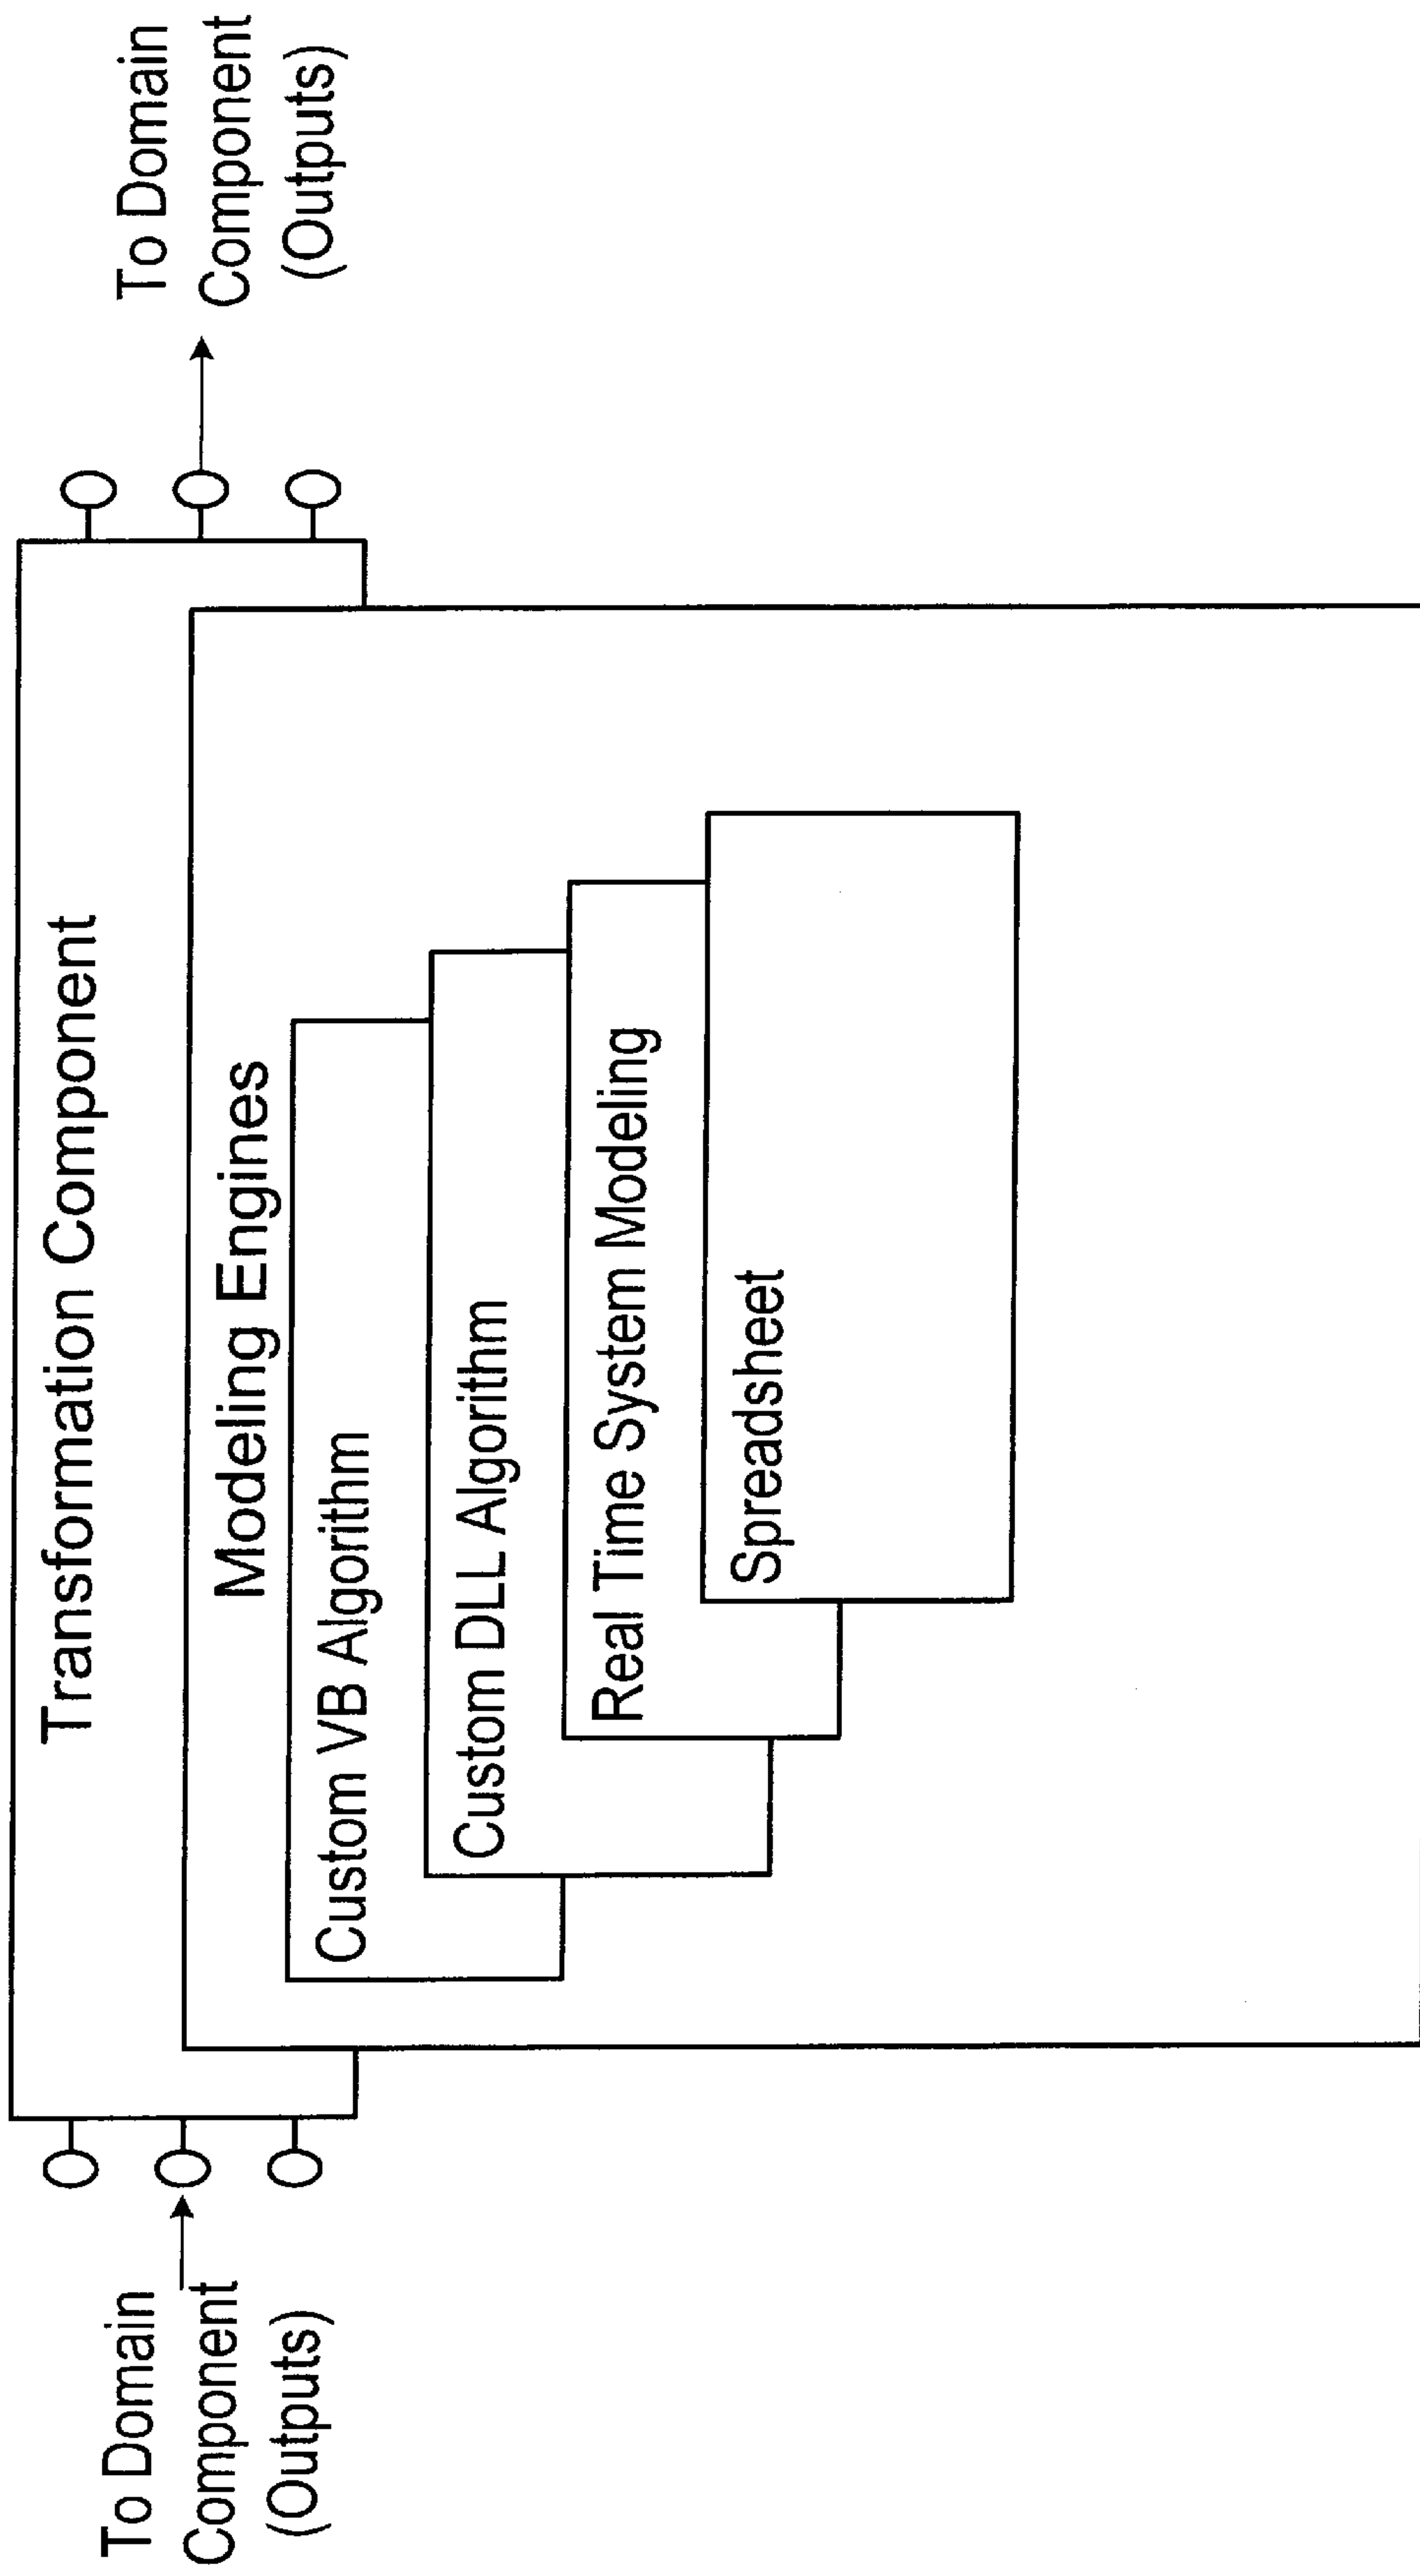 Transformation Component
Modeling Engines
Custom VB Algorithm
Custom DLL Algorithm
Real Time System Modeling
Spreadsheet
To Domain
Component
(Outputs)
To Domain
Component
(Outputs)